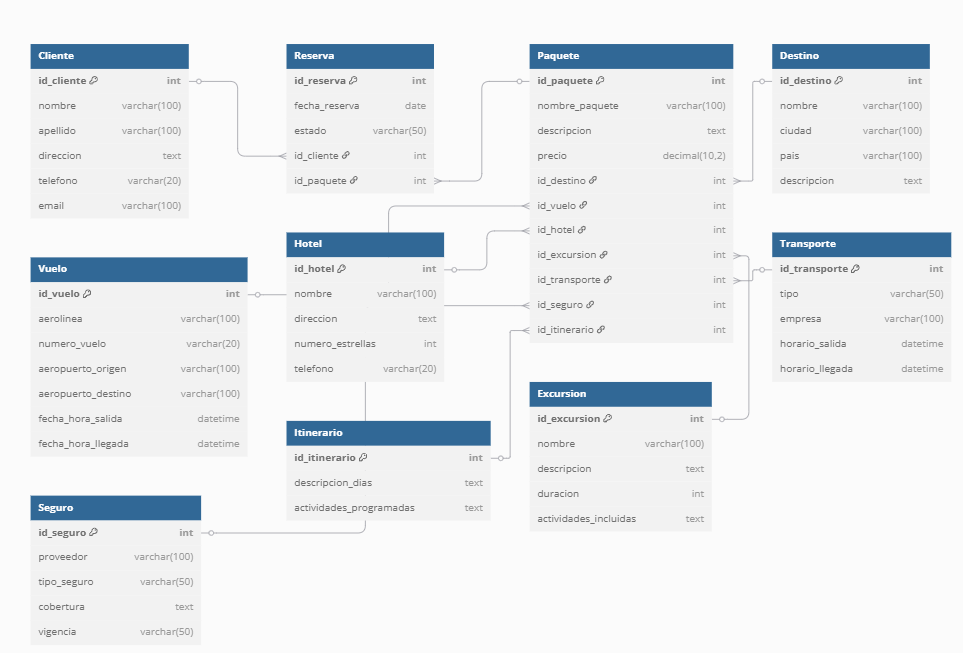 Cliente
id_cliente int
nombre varchar(100)
apellido varchar(100)
direccion text
telefono varchar(20)
email varchar(100)
Reserva
id_reserva int
fecha_reserva date
estado varchar(50)
id_cliente int
id_paquete int
Paquete
id_paquete int
nombre_paquete varchar(100)
descripcion text
precio decimal(10,2)
id_destino int
id_vuelo int
id_hotel int
id_excursion int
id_transporte int
id_seguro int
id_itinerario int
Destino
id_destino int
nombre varchar(100)
ciudad varchar(100)
pais varchar(100)
descripcion text
Vuelo
id_vuelo int
aerolinea varchar(100)
numero_vuelo varchar(20)
aeropuerto_origen varchar(100)
aeropuerto_destino varchar(100)
fecha_hora_salida datetime
fecha_hora_llegada datetime
Hotel
id_hotel int
nombre varchar(100)
direccion text
numero_estrellas int
telefono varchar(20)
Transporte
id_transporte int
tipo varchar(50)
empresa varchar(100)
horario_salida datetime
horario_llegada datetime
Itinerario
id_itinerario int
descripcion_dias text
actividades_programadas text
Excursion
id_excursion int
nombre varchar(100)
descripcion text
duracion int
actividades_incluidas text
Seguro
id_seguro int
proveedor varchar(100)
tipo_seguro varchar(50)
cobertura text
vigencia varchar(50)